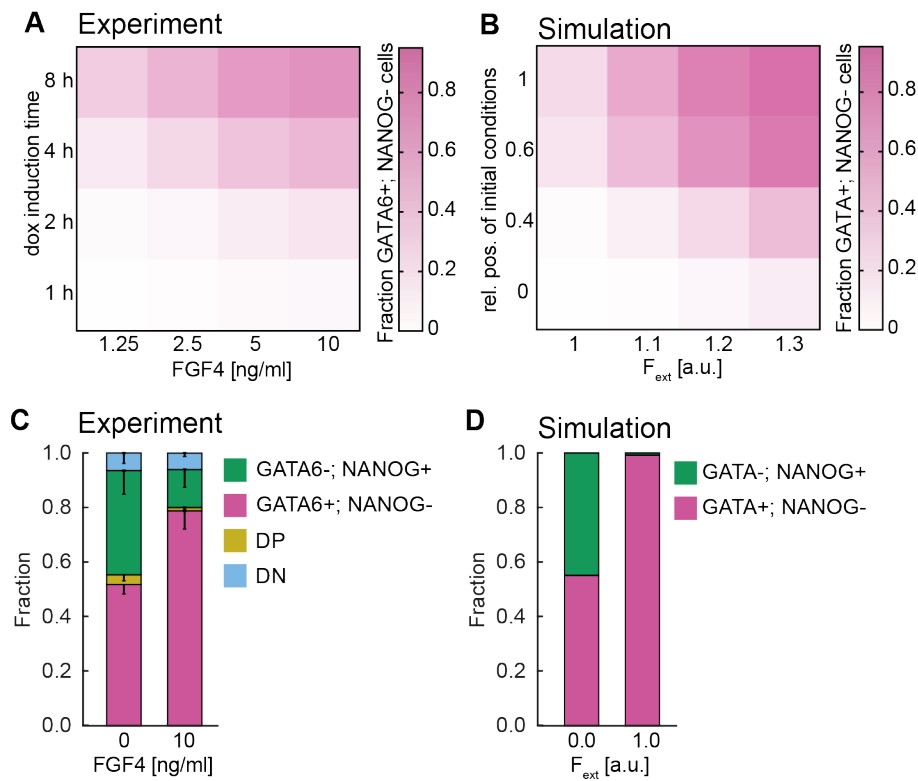 A Experiment
dox induction time
8 h
4 h
2 h
1 h
1.25 2.5 5 10
FGF4 [ng/ml]
Fraction GATA6+; NANOG- cells
0.8
0.6
0.4
0.2
0
B Simulation
rel. pos. of initial conditions
1
0.6
0.4
0
1 1.1 1.2 1.3
Fext [a.u.]
Fraction GATA+; NANOG- cells
0.8
0.6
0.4
0.2
0
C Experiment
Fraction
1.0
0.8
0.6
0.4
0.2
0.0
0 10
FGF4 [ng/ml]
GATA6-; NANOG+
GATA6+; NANOG-
DP
DN
D Simulation
Fraction
1.0
0.8
0.6
0.4
0.2
0.0
0.0 1.0
Fext [a.u.]
GATA-; NANOG+
GATA+; NANOG-